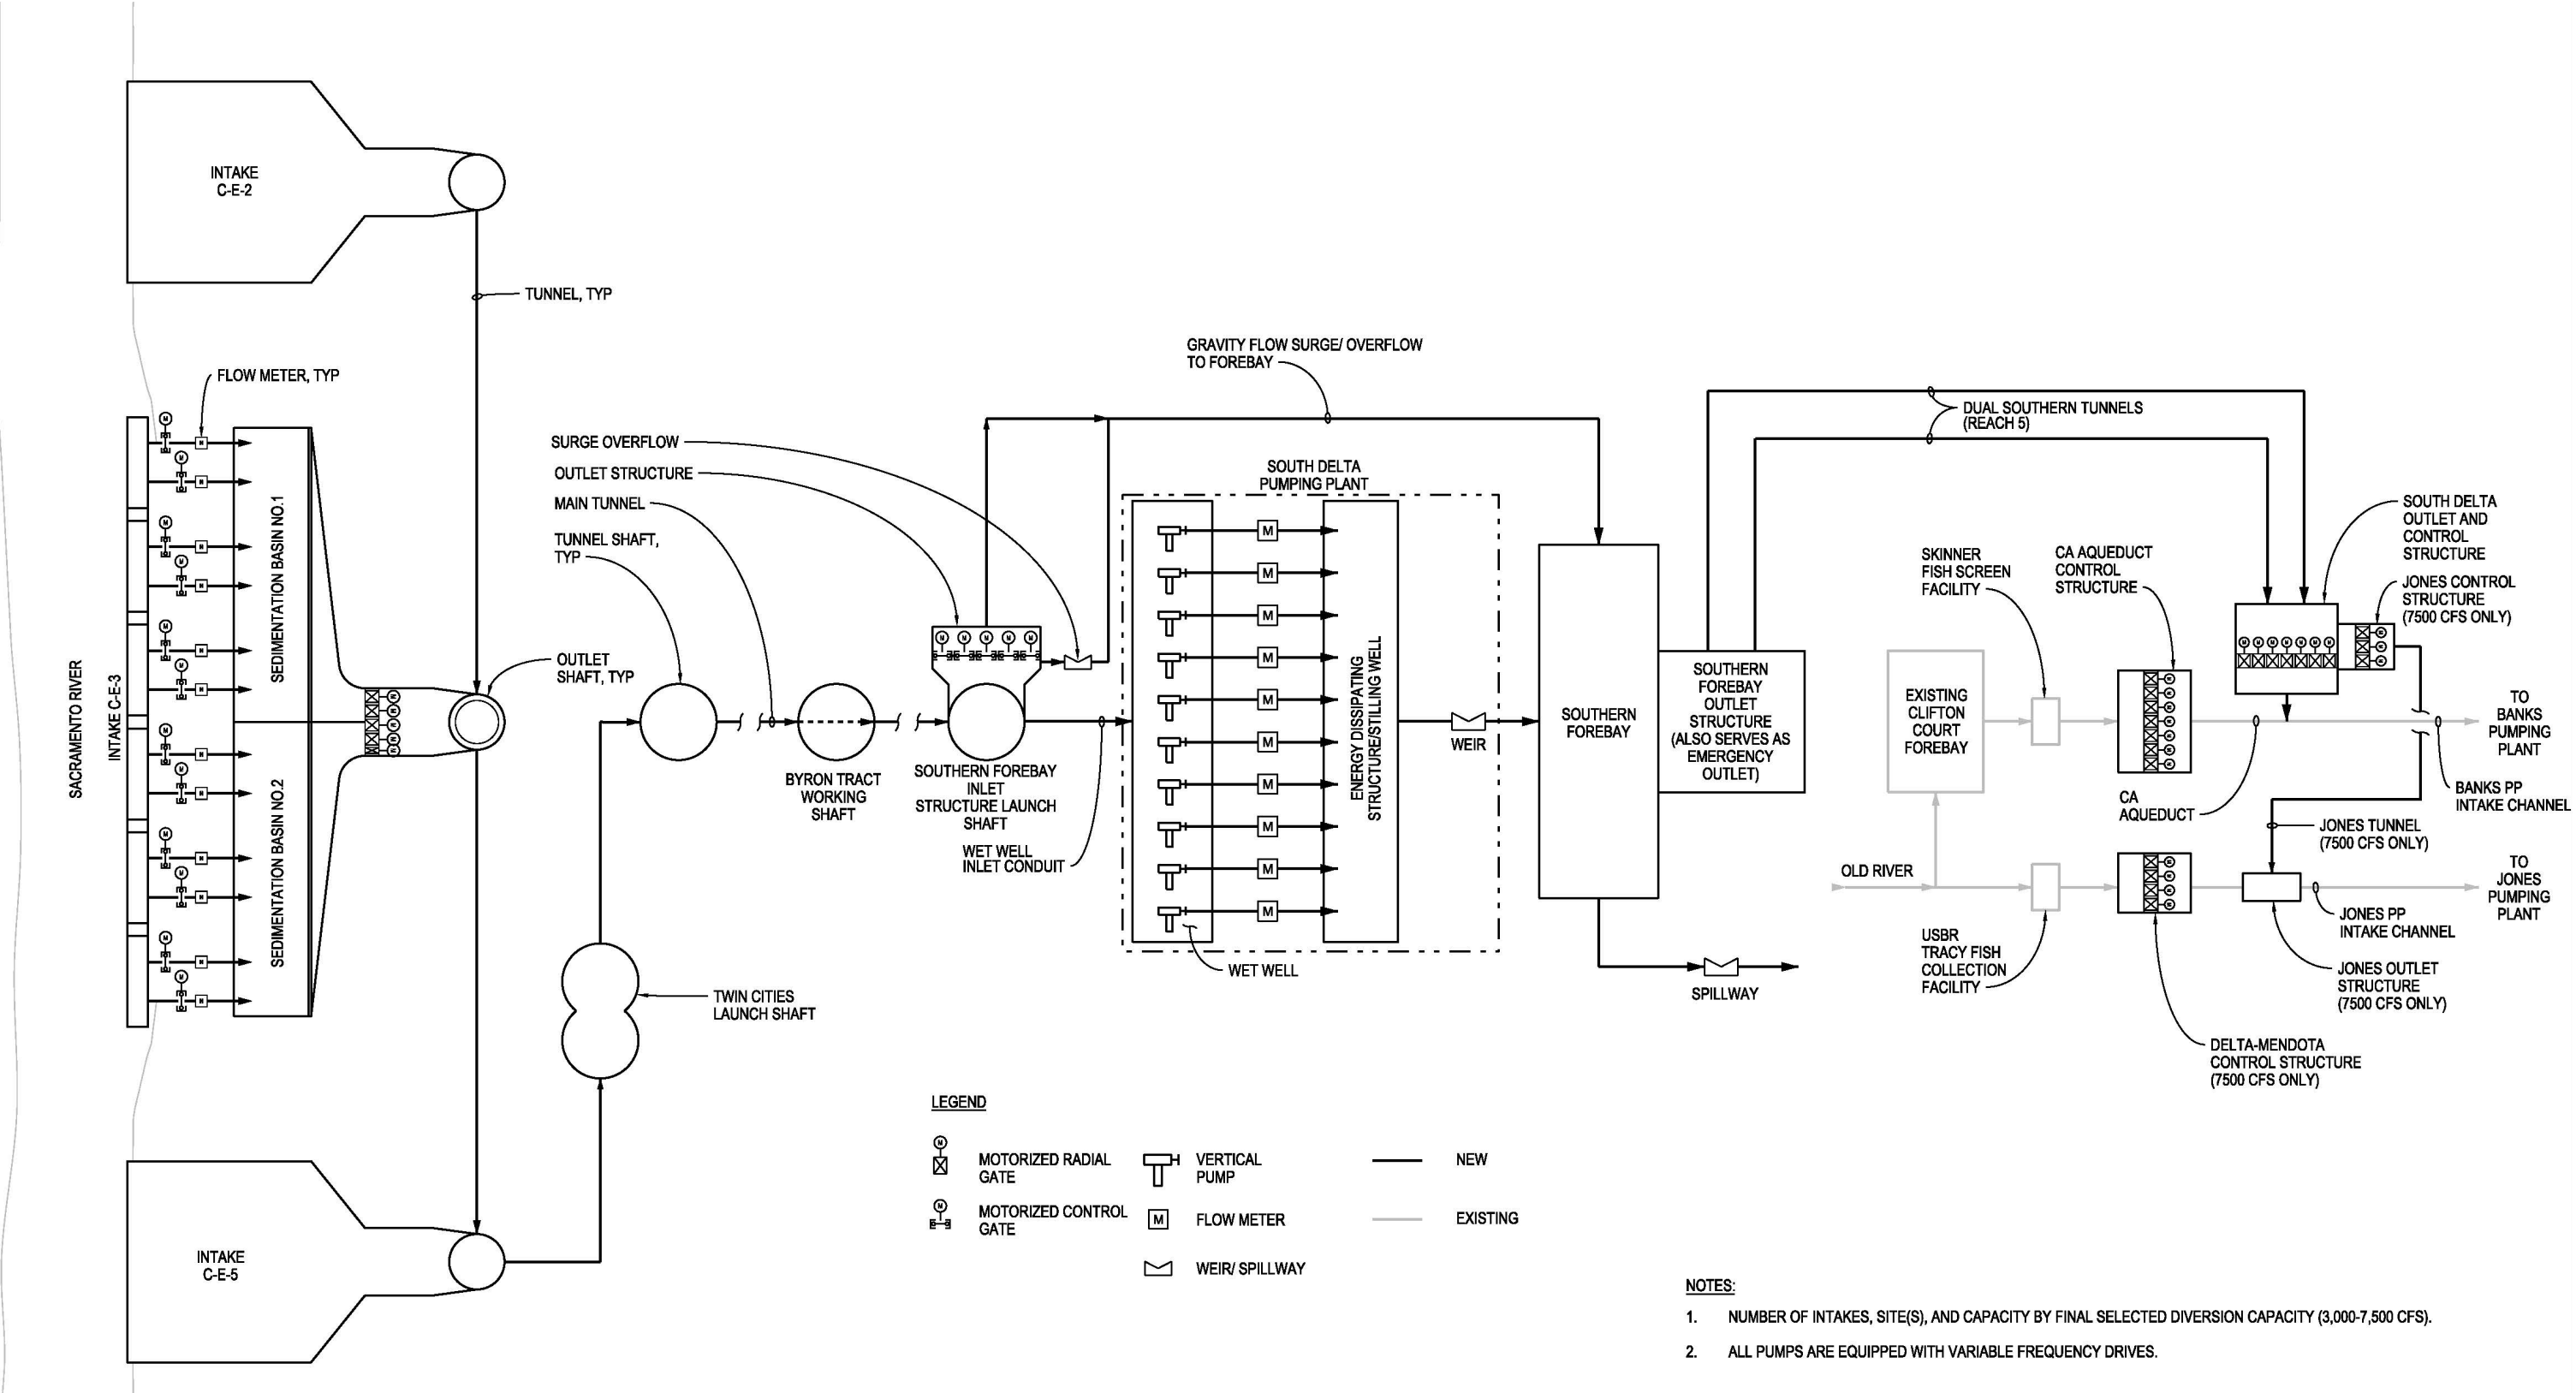 INTAKE
C-E-2
TUNNEL, TYP
FLOW METER, TYP
SACRAMENTO RIVER
INTAKE C-E-3
SEDIMENTATION BASIN NO.1
SEDIMENTATION BASIN NO.2
OUTLET
SHAFT, TYP
INTAKE
C-E-5
TWIN CITIES
LAUNCH SHAFT
SURGE OVERFLOW
OUTLET STRUCTURE
MAIN TUNNEL
TUNNEL SHAFT,
TYP
BYRON TRACT
WORKING
SHAFT
SOUTHERN FOREBAY
INLET
STRUCTURE LAUNCH
SHAFT
WET WELL
INLET CONDUIT
GRAVITY FLOW SURGE/ OVERFLOW
TO FOREBAY
SOUTH DELTA
PUMPING PLANT
M
M
M
M
M
M
M
M
M
M
ENERGY DISSIPATING
STRUCTURE/STILLING WELL
WET WELL
WEIR
SOUTHERN
FOREBAY
SPILLWAY
SOUTHERN
FOREBAY
OUTLET
STRUCTURE
(ALSO SERVES AS
EMERGENCY
OUTLET)
DUAL SOUTHERN TUNNELS
(REACH 5)
SKINNER
FISH SCREEN
FACILITY
CA AQUEDUCT
CONTROL
STRUCTURE
EXISTING
CLIFTON
COURT
FOREBAY
OLD RIVER
USBR
TRACY FISH
COLLECTION
FACILITY
CA
AQUEDUCT
SOUTH DELTA
OUTLET AND
CONTROL
STRUCTURE
JONES CONTROL
STRUCTURE
(7500 CFS ONLY)
TO
BANKS
PUMPING
PLANT
BANKS PP
INTAKE CHANNEL
JONES TUNNEL
(7500 CFS ONLY)
TO
JONES
PUMPING
PLANT
JONES PP
INTAKE CHANNEL
JONES OUTLET
STRUCTURE
(7500 CFS ONLY)
DELTA-MENDOTA
CONTROL STRUCTURE
(7500 CFS ONLY)
LEGEND
M
MOTORIZED RADIAL
GATE
M
MOTORIZED CONTROL
GATE
VERTICAL
PUMP
M
FLOW METER
WEIR/ SPILLWAY
NEW
EXISTING
NOTES:
1. NUMBER OF INTAKES, SITE(S), AND CAPACITY BY FINAL SELECTED DIVERSION CAPACITY (3,000-7,500 CFS).
2. ALL PUMPS ARE EQUIPPED WITH VARIABLE FREQUENCY DRIVES.